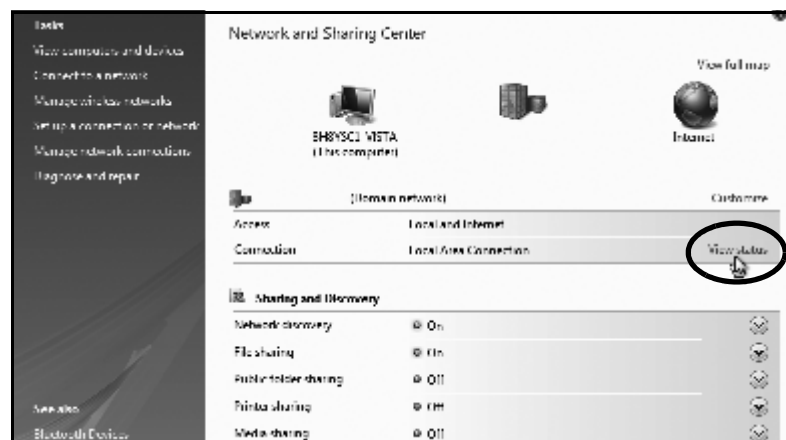 Tasks
View computers and devices
Connect to a network
Manage wireless networks
Set up a connection or network
Manage network connections
Diagnose and repair
See also
Bluetooth Devices
Network and Sharing Center
View full map
BH8YSC1 VISTA
(This computer)
Internet
(Domain network)
Customize
Access Local and Internet
Connection Local Area Connection View status
Sharing and Discovery
Network discovery On
File sharing On
Public folder sharing Off
Printer sharing Off
Media sharing Off